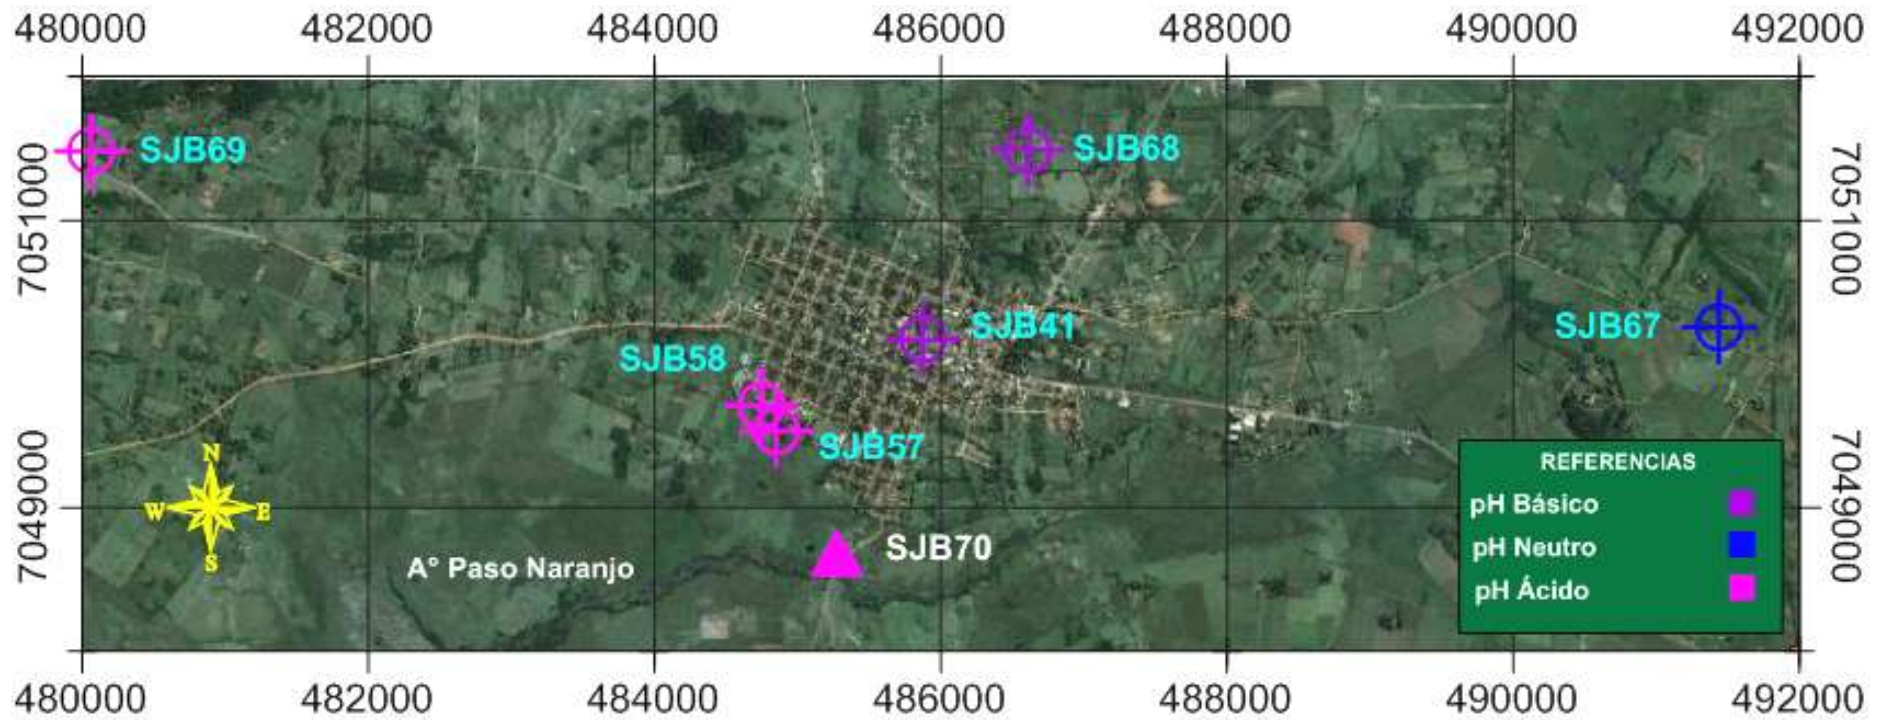 480000 482000 484000 486000 488000 490000 492000
SJB69
SJB68
7051000
7051000
SJB41
SJB67
SJB58
SJB57
N
W E
S
7049000
7049000
REFERENCIAS
pH Básico
pH Neutro
pH Ácido
SJB70
A° Paso Naranjo
480000 482000 484000 486000 488000 490000 492000